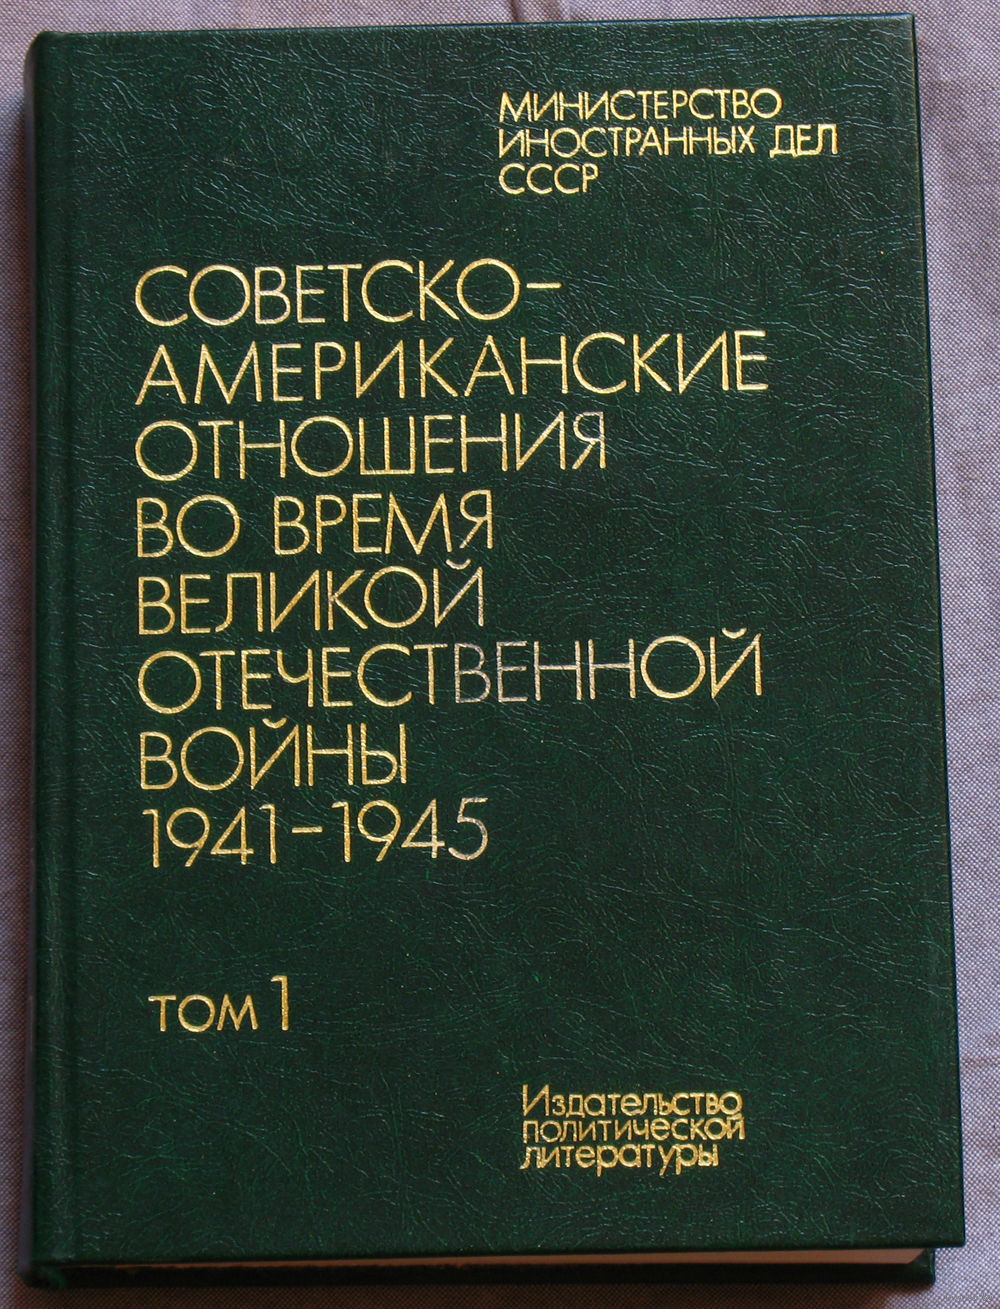 МИНИСТЕРСТВО
ИНОСТРАННЫХ ДЕЛ
СССР
СОВЕТСКО-
АМЕРИКАНСКИЕ
ОТНОШЕНИЯ
ВО ВРЕМЯ
ВЕЛИКОЙ
ОТЕЧЕСТВЕННОЙ
ВОЙНЫ
1941–1945
ТОМ 1
Издательство
политической
литературы